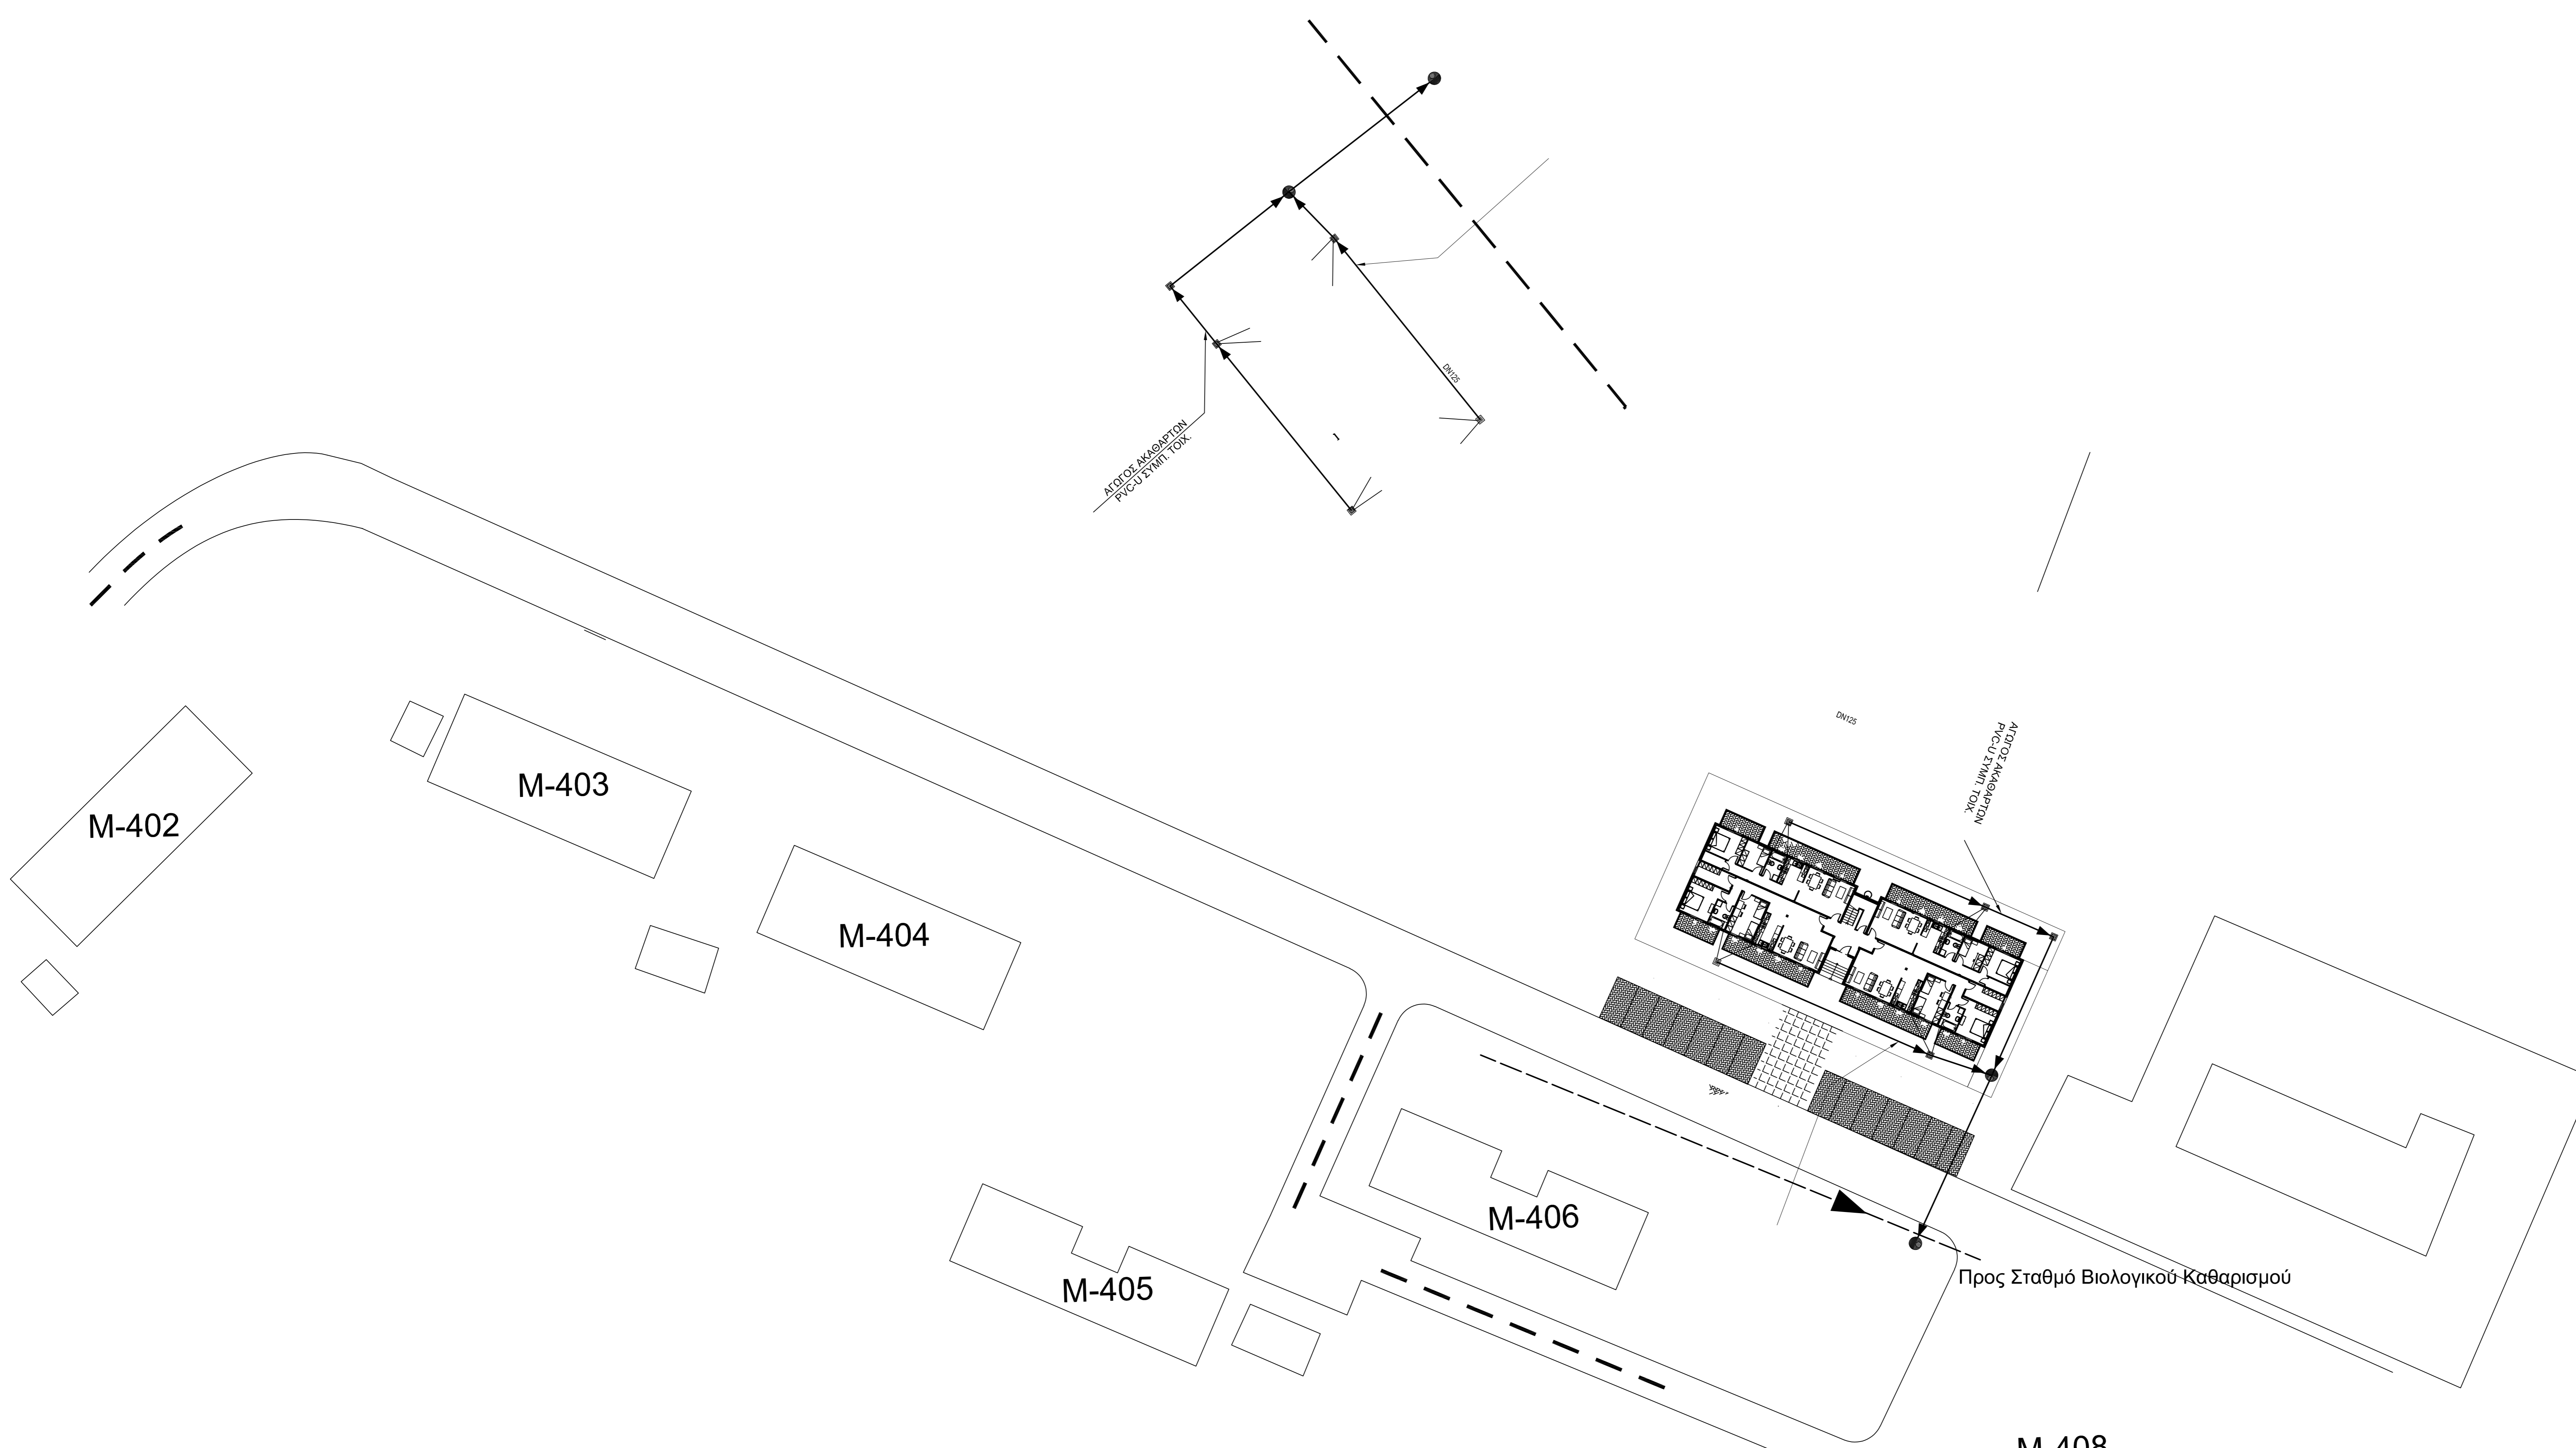 DN125
ΑΓΩΓΟΣ ΑΚΑΘΑΡΤΩΝ
PVC-U ΣΥΜΠ. ΤΟΙΧ.
DN125
ΑΓΩΓΟΣ ΑΚΑΘΑΡΤΩΝ
PVC-U ΣΥΜΠ. ΤΟΙΧ.
M-403
M-402
M-404
M-406
Προς Σταθμό Βιολογικού Καθαρισμού
M-405
M-408